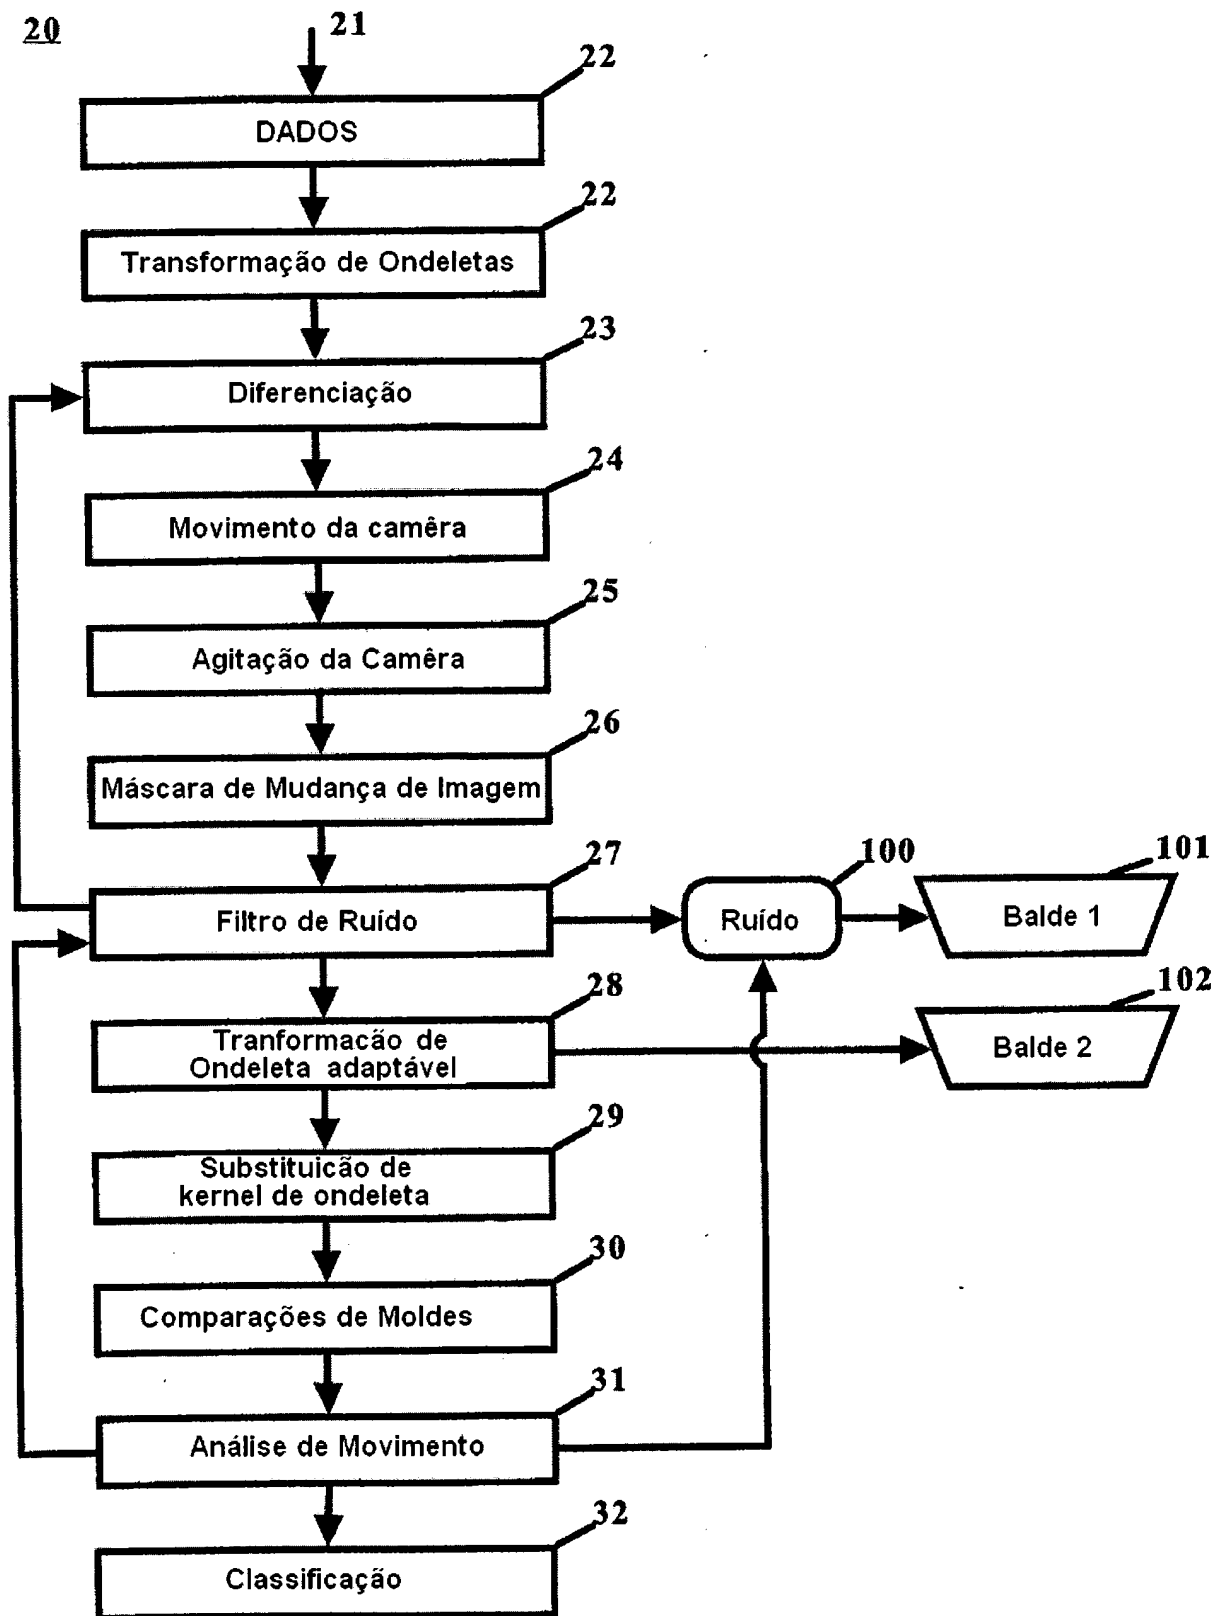 20
21
22
DADOS
22
Transformação de Ondeletas
23
Diferenciação
24
Movimento da camêra
25
Agitação da Camêra
26
Máscara de Mudança de Imagem
27
Filtro de Ruído
100
Ruído
101
Balde 1
28
Tranformacão de
Ondeleta adaptável
102
Balde 2
29
Substituicão de
kernel de ondeleta
30
Comparações de Moldes
31
Análise de Movimento
32
Classificação